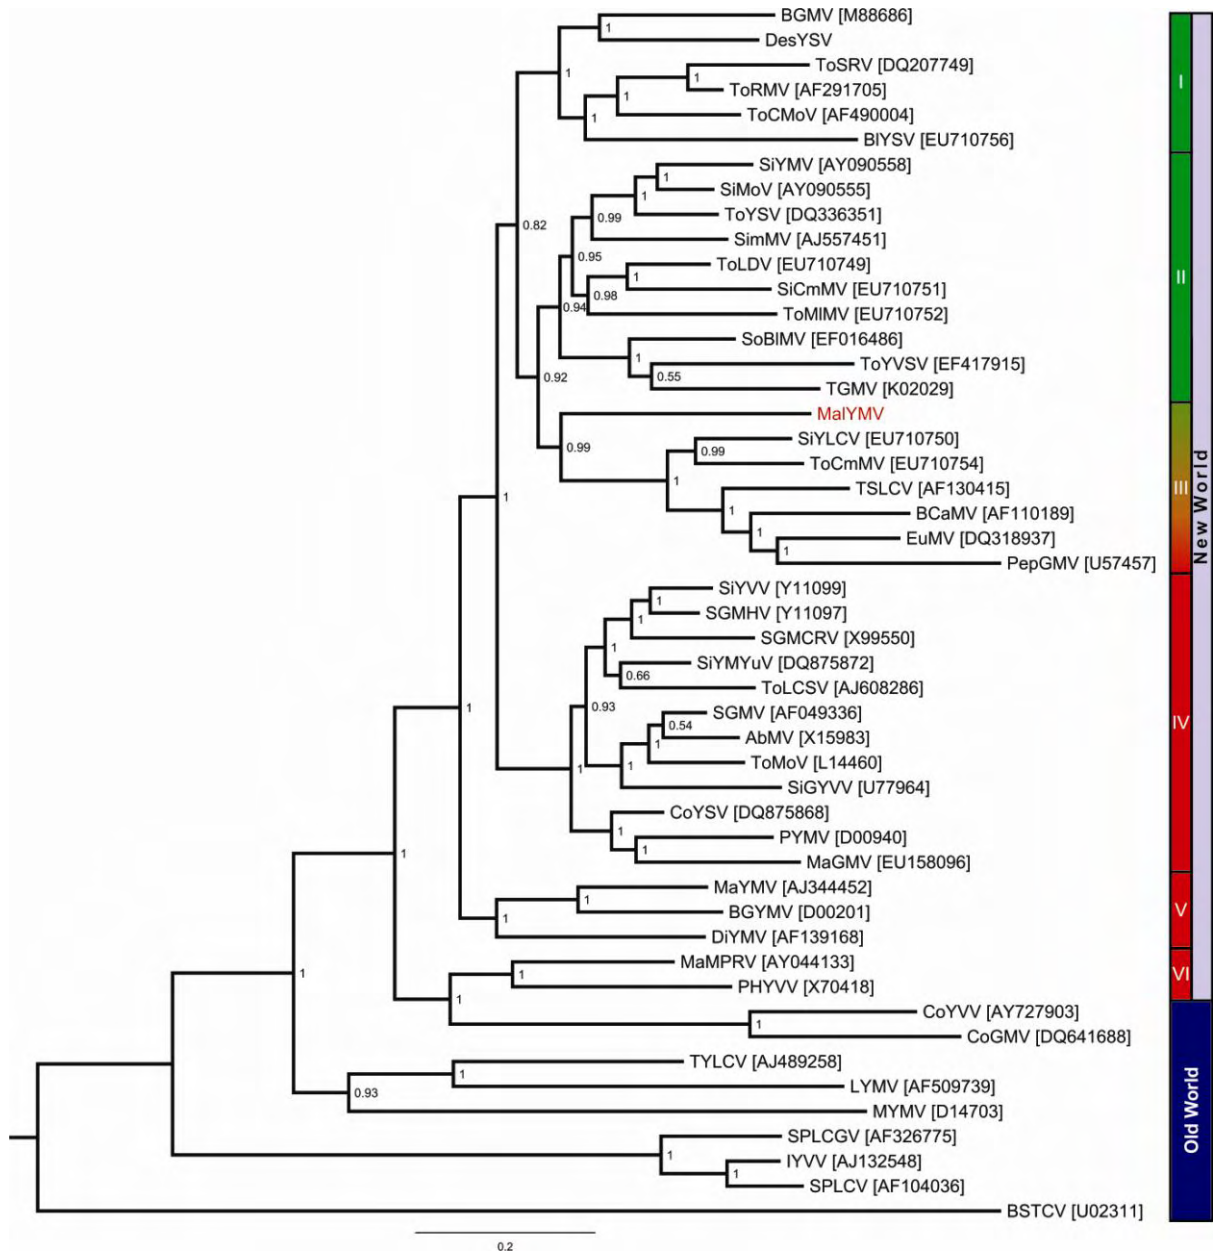 BGMV [M88686]
1
DesYSV
ToSRV [DQ207749]
1
1
ToRMV [AF291705]
I
1
ToCMoV [AF490004]
1
BlYSV [EU710756]
SiYMV [AY090558]
1
SiMoV [AY090555]
1
ToYSV [DQ336351]
0.99
0.82
SimMV [AJ557451]
0.95
ToLDV [EU710749]
1
II
SiCmMV [EU710751]
0.98
0.94
ToMlMV [EU710752]
SoBlMV [EF016486]
1
ToYVSV [EF417915]
0.92
0.55
TGMV [K02029]
MalYMV
SiYLCV [EU710750]
0.99
0.99
ToCmMV [EU710754]
1
TSLCV [AF130415]
III
1
New World
1
BCaMV [AF110189]
1
EuMV [DQ318937]
1
PepGMV [U57457]
SiYVV [Y11099]
1
SGMHV [Y11097]
1
SGMCRV [X99550]
1
SiYMYuV [DQ875872]
0.66
ToLCSV [AJ608286]
0.93
1
SGMV [AF049336]
0.54
IV
AbMV [X15983]
1
ToMoV [L14460]
1
1
SiGYVV [U77964]
CoYSV [DQ875868]
1
PYMV [D00940]
1
1
MaGMV [EU158096]
MaYMV [AJ344452]
1
BGYMV [D00201]
V
1
DiYMV [AF139168]
MaMPRV [AY044133]
1
1
VI
PHYVV [X70418]
1
CoYVV [AY727903]
1
CoGMV [DQ641688]
TYLCV [AJ489258]
1
LYMV [AF509739]
0.93
MYMV [D14703]
Old World
SPLCGV [AF326775]
1
IYVV [AJ132548]
1
SPLCV [AF104036]
BSTCV [U02311]
0.2